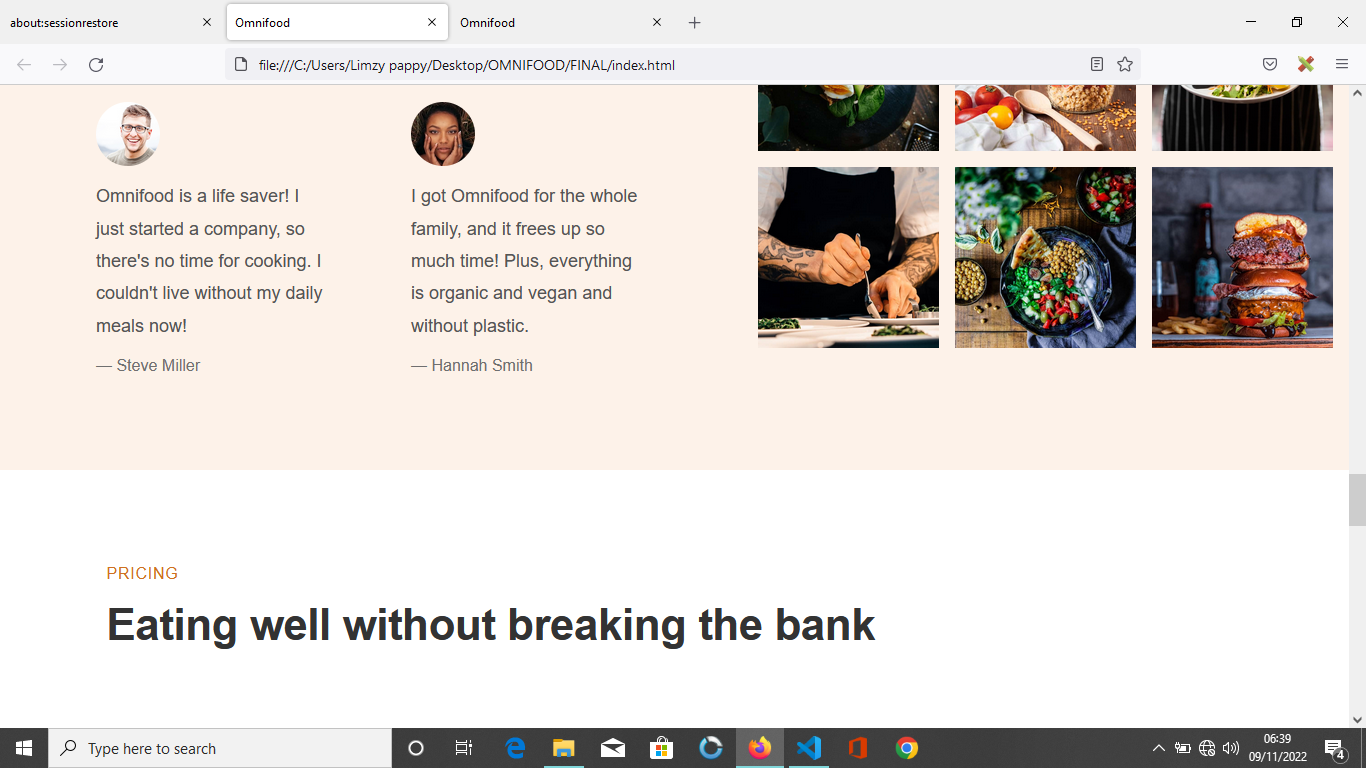 about:sessionrestore
Omnifood
Omnifood
file:///C:/Users/Limzy pappy/Desktop/OMNIFOOD/FINAL/index.html
Omnifood is a life saver! I
just started a company, so
there's no time for cooking. I
couldn't live without my daily
meals now!
— Steve Miller
I got Omnifood for the whole
family, and it frees up so
much time! Plus, everything
is organic and vegan and
without plastic.
— Hannah Smith
PRICING
Eating well without breaking the bank
Type here to search
06:39
09/11/2022
4